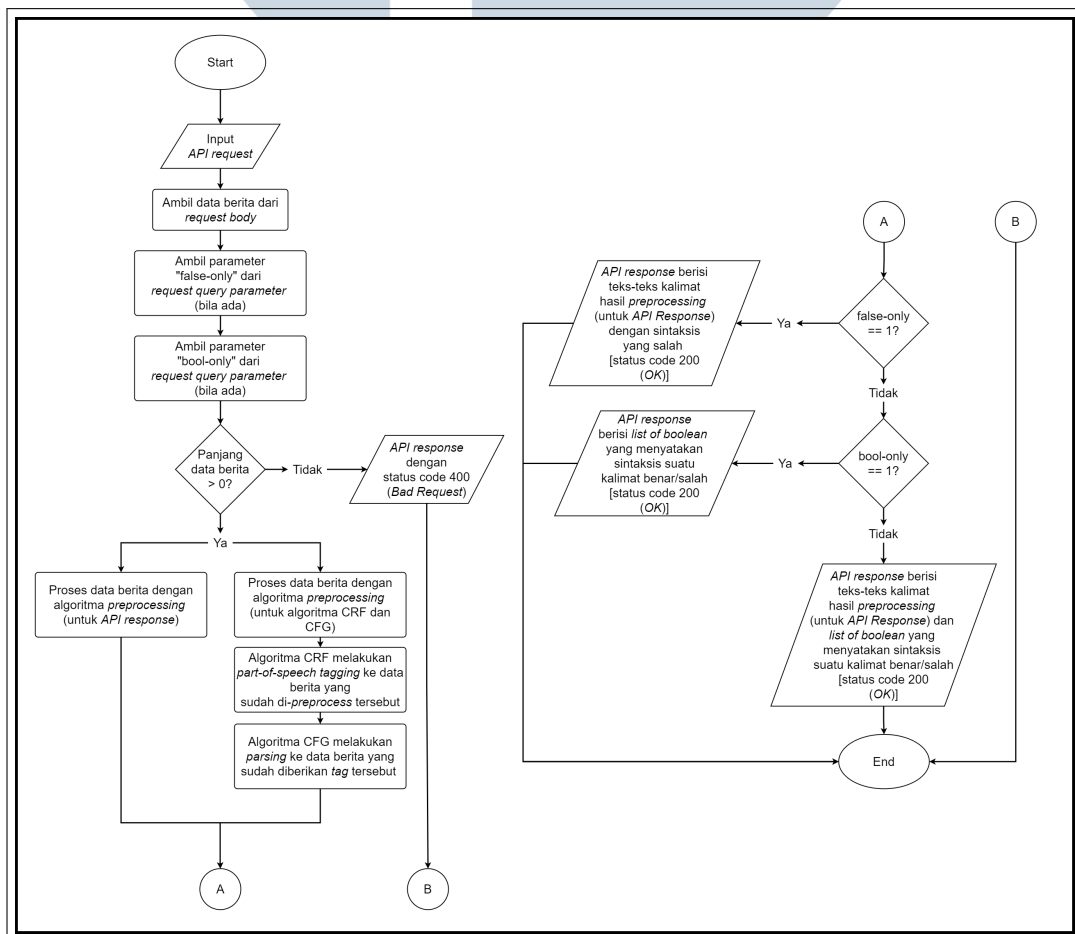 Start
Input
API request
Ambil data berita dari
request body
Ambil parameter
"false-only" dari
request query parameter
(bila ada)
Ambil parameter
"bool-only" dari
request query parameter
(bila ada)
Panjang
data berita
> 0?
Tidak
API response
dengan
status code 400
(Bad Request)
Ya
Proses data berita dengan
algoritma preprocessing
(untuk API response)
Proses data berita dengan
algoritma preprocessing
(untuk algoritma CRF dan
CFG)
Algoritma CRF melakukan
part-of-speech tagging ke data
berita yang
sudah di-preprocess tersebut
Algoritma CFG melakukan
parsing ke data berita yang
sudah diberikan tag tersebut
A
B
A
B
false-only
== 1?
Ya
API response berisi
teks-teks kalimat
hasil preprocessing
(untuk API Response)
dengan sintaksis
yang salah
[status code 200
(OK)]
Tidak
bool-only
== 1?
Ya
API response
berisi list of boolean
yang menyatakan
sintaksis suatu
kalimat benar/salah
[status code 200
(OK)]
Tidak
API response berisi
teks-teks kalimat
hasil preprocessing
(untuk API Response) dan
list of boolean yang
menyatakan sintaksis
suatu kalimat benar/salah
[status code 200
(OK)]
End